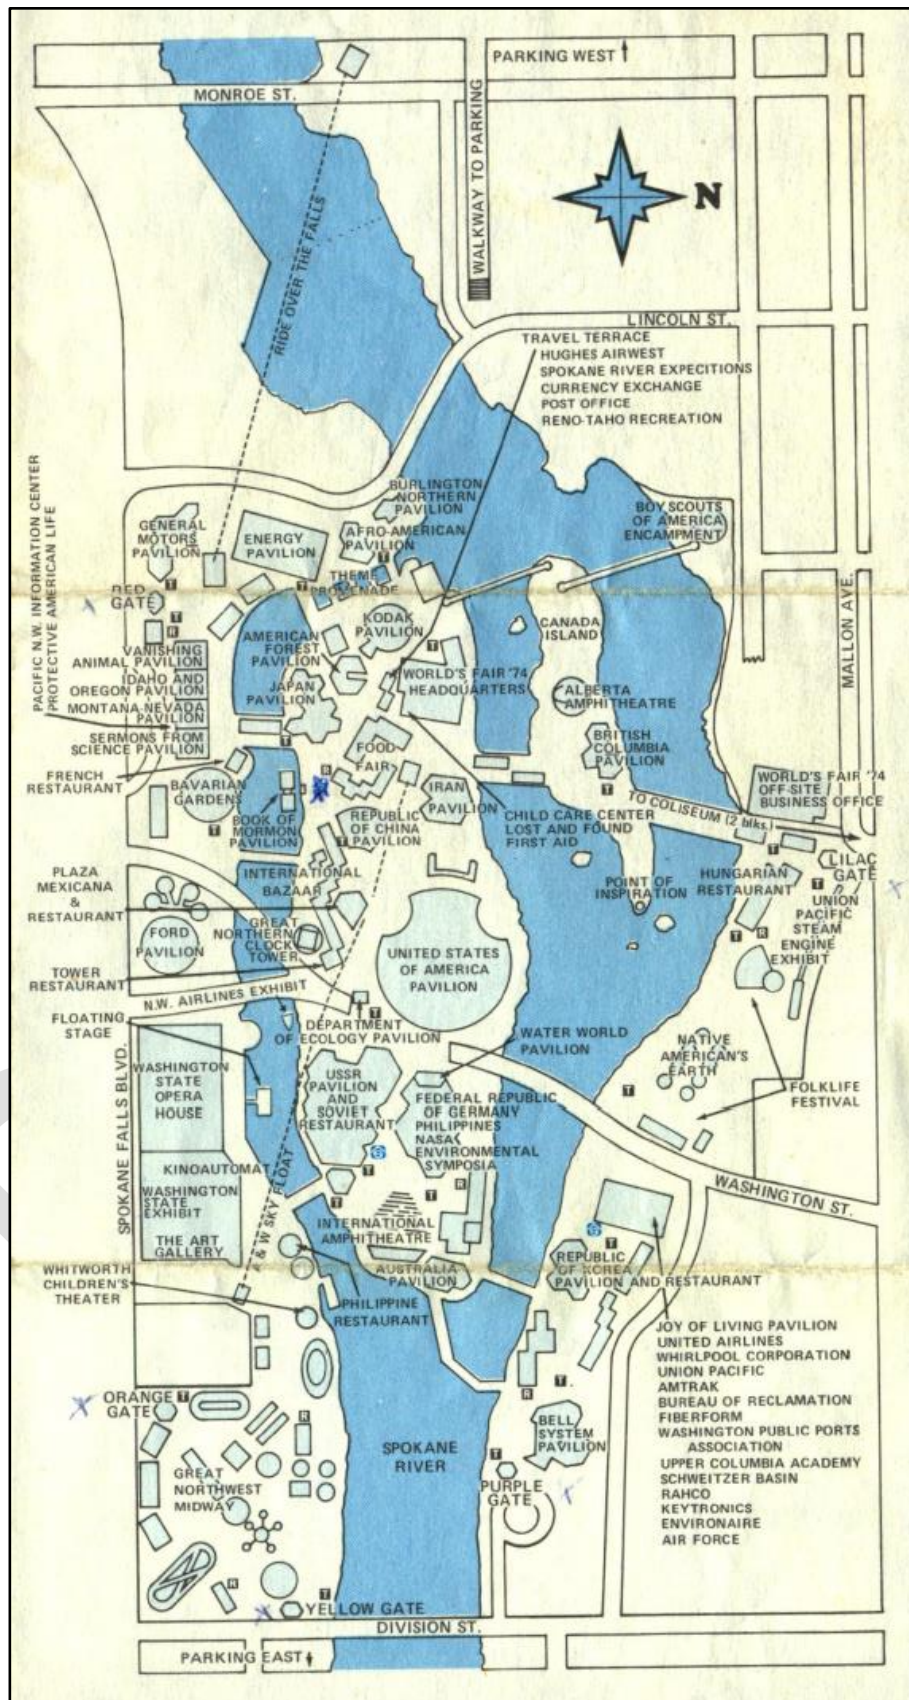 PARKING WEST
MONROE ST.
WALKWAY TO PARKING
N
RIDE OVER THE FALLS
LINCOLN ST.
TRAVEL TERRACE
HUGHES AIRWEST
SPOKANE RIVER EXPECITIONS
CURRENCY EXCHANGE
POST OFFICE
RENO-TAHO RECREATION
PACIFIC N.W. INFORMATION CENTER
PROTECTIVE AMERICAN LIFE
BURLINGTON
NORTHERN
PAVILION
BOY SCOUTS
OF AMERICA
ENCAMPMENT
GENERAL
MOTORS
PAVILION
ENERGY
PAVILION
AFRO-AMERICAN
PAVILION
T
T
T
THEME
PROMENADE
RED
GATE
MALLON AVE.
KODAK
PAVILION
CANADA
ISLAND
T
R
T
AMERICAN
FOREST
PAVILION
VANISHING
ANIMAL PAVILION
IDAHO AND
OREGON PAVILION
MONTANA-NEVADA
PAVILION
SERMONS FROM
SCIENCE PAVILION
WORLD'S FAIR '74
HEADQUARTERS
JAPAN
PAVILION
ALBERTA
AMPHITHEATRE
BRITISH
COLUMBIA
PAVILION
T
FOOD
FAIR
FRENCH
RESTAURANT
R
BAVARIAN
GARDENS
IRAN
PAVILION
T
WORLD'S FAIR '74
OFF-SITE
BUSINESS OFFICE
TO COLISEUM (2 blks.)
BOOK OF
MORMON
PAVILION
T
REPUBLIC
OF CHINA
PAVILION
T
CHILD CARE CENTER
LOST AND FOUND
FIRST AID
T
LILAC
GATE
PLAZA
MEXICANA
&
RESTAURANT
INTERNATIONAL
BAZAAR
POINT OF
INSPIRATION
HUNGARIAN
RESTAURANT
T
UNION
PACIFIC
STEAM
ENGINE
EXHIBIT
T
R
FORD
PAVILION
GREAT
NORTHERN
CLOCK
TOWER
UNITED STATES
OF AMERICA
PAVILION
TOWER
RESTAURANT
N.W. AIRLINES EXHIBIT
T
FLOATING
STAGE
DEPARTMENT
OF ECOLOGY PAVILION
WATER WORLD
PAVILION
NATIVE
AMERICAN'S
EARTH
SPOKANE FALLS BLVD.
WASHINGTON
STATE
OPERA
HOUSE
USSR
PAVILION
AND
SOVIET
RESTAURANT
FEDERAL REPUBLIC
OF GERMANY
PHILIPPINES
NASA
ENVIRONMENTAL
SYMPOSIA
T
FOLKLIFE
FESTIVAL
KINOAUTOMAT
T
R
WASHINGTON ST.
WASHINGTON
STATE
EXHIBIT
THE ART
GALLERY
& W SKY FLOAT
T
T
INTERNATIONAL
AMPHITHEATRE
T
WHITWORTH
CHILDREN'S
THEATER
AUSTRALIA
PAVILION
REPUBLIC
OF KOREA
PAVILION AND RESTAURANT
PHILIPPINE
RESTAURANT
JOY OF LIVING PAVILION
UNITED AIRLINES
WHIRLPOOL CORPORATION
UNION PACIFIC
AMTRAK
BUREAU OF RECLAMATION
FIBERFORM
WASHINGTON PUBLIC PORTS
ASSOCIATION
UPPER COLUMBIA ACADEMY
SCHWEITZER BASIN
RAHCO
KEYTRONICS
ENVIRONAIRE
AIR FORCE
ORANGE
GATE
T
R
T
R
BELL
SYSTEM
PAVILION
SPOKANE
RIVER
T
GREAT
NORTHWEST
MIDWAY
PURPLE
GATE
R
T
YELLOW GATE
DIVISION ST.
PARKING EAST